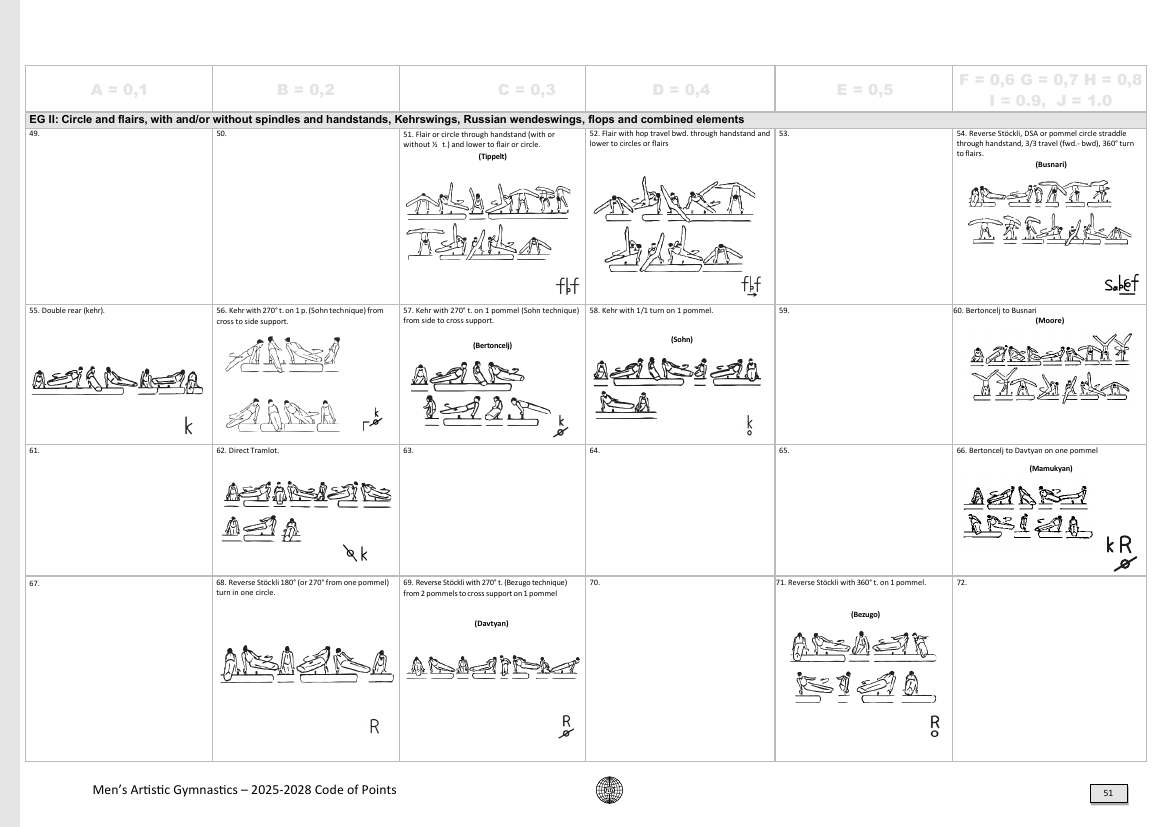 A = 0,1
B = 0,2
C = 0,3
D = 0,4
E = 0,5
F = 0,6 G = 0,7 H = 0,8
I = 0.9, J = 1.0
EG II: Circle and flairs, with and/or without spindles and handstands, Kehrswings, Russian wendeswings, flops and combined elements
49.
50.
51. Flair or circle through handstand (with or
without ½ t.) and lower to flair or circle.
(Tippelt)
52. Flair with hop travel bwd. through handstand and
lower to circles or flairs
53.
54. Reverse Stöckli, DSA or pommel circle straddle
through handstand, 3/3 travel (fwd.- bwd), 360° turn
to flairs.
(Busnari)
55. Double rear (kehr).
k
56. Kehr with 270° t. on 1 p.(Sohn technique) from
cross to side support.
k
57. Kehr with 270° t. on 1 pommel (Sohn technique)
from side to cross support.
(Bertoncelj)
k
58. Kehr with 1/1 turn on 1 pommel.
(Sohn)
k
59.
60. Bertoncelj to Busnari
(Moore)
61.
62. Direct Tramlot.
k
63.
64.
65.
66. Bertoncelj to Davtyan on one pommel
(Mamukyan)
k R
67.
68. Reverse Stöckli 180° (or 270° from one pommel)
turn in one circle.
R
69. Reverse Stöckli with 270° t. (Bezugo technique)
from 2 pommels to cross support on 1 pommel
(Davtyan)
R
70.
71. Reverse Stöckli with 360° t. on 1 pommel.
(Bezugo)
R
72.
Men's Artistic Gymnastics – 2025-2028 Code of Points
51